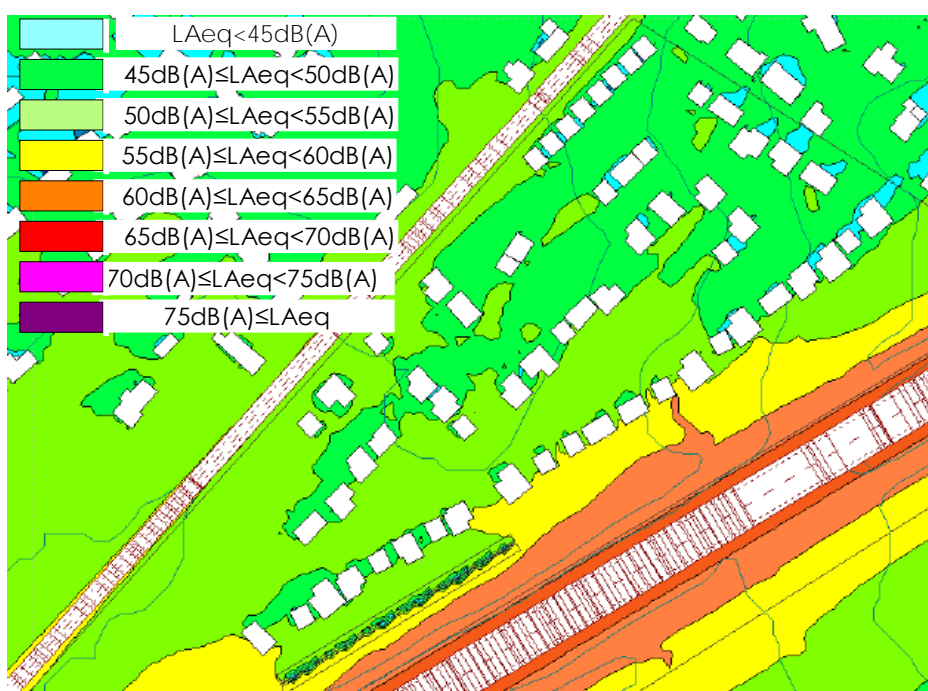 LAeq<45dB(A)
45dB(A)≤LAeq<50dB(A)
50dB(A)≤LAeq<55dB(A)
55dB(A)≤LAeq<60dB(A)
60dB(A)≤LAeq<65dB(A)
65dB(A)≤LAeq<70dB(A)
70dB(A)≤LAeq<75dB(A)
75dB(A)≤LAeq